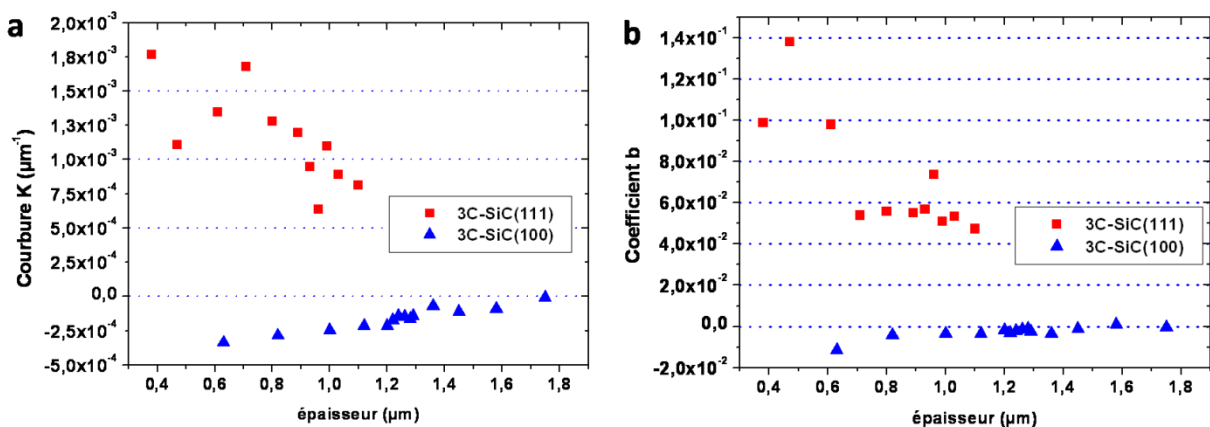 a
2,0x10⁻³
1,8x10⁻³
1,5x10⁻³
1,3x10⁻³
1,0x10⁻³
7,5x10⁻⁴
5,0x10⁻⁴
2,5x10⁻⁴
0,0
-2,5x10⁻⁴
-5,0x10⁻⁴
Courbure K (µm⁻¹)
3C-SiC(111)
3C-SiC(100)
0,4 0,6 0,8 1,0 1,2 1,4 1,6 1,8
épaisseur (µm)
b
1,4x10⁻¹
1,2x10⁻¹
1,0x10⁻¹
8,0x10⁻²
6,0x10⁻²
4,0x10⁻²
2,0x10⁻²
0,0
-2,0x10⁻²
Coefficient b
3C-SiC(111)
3C-SiC(100)
0,4 0,6 0,8 1,0 1,2 1,4 1,6 1,8
épaisseur (µm)